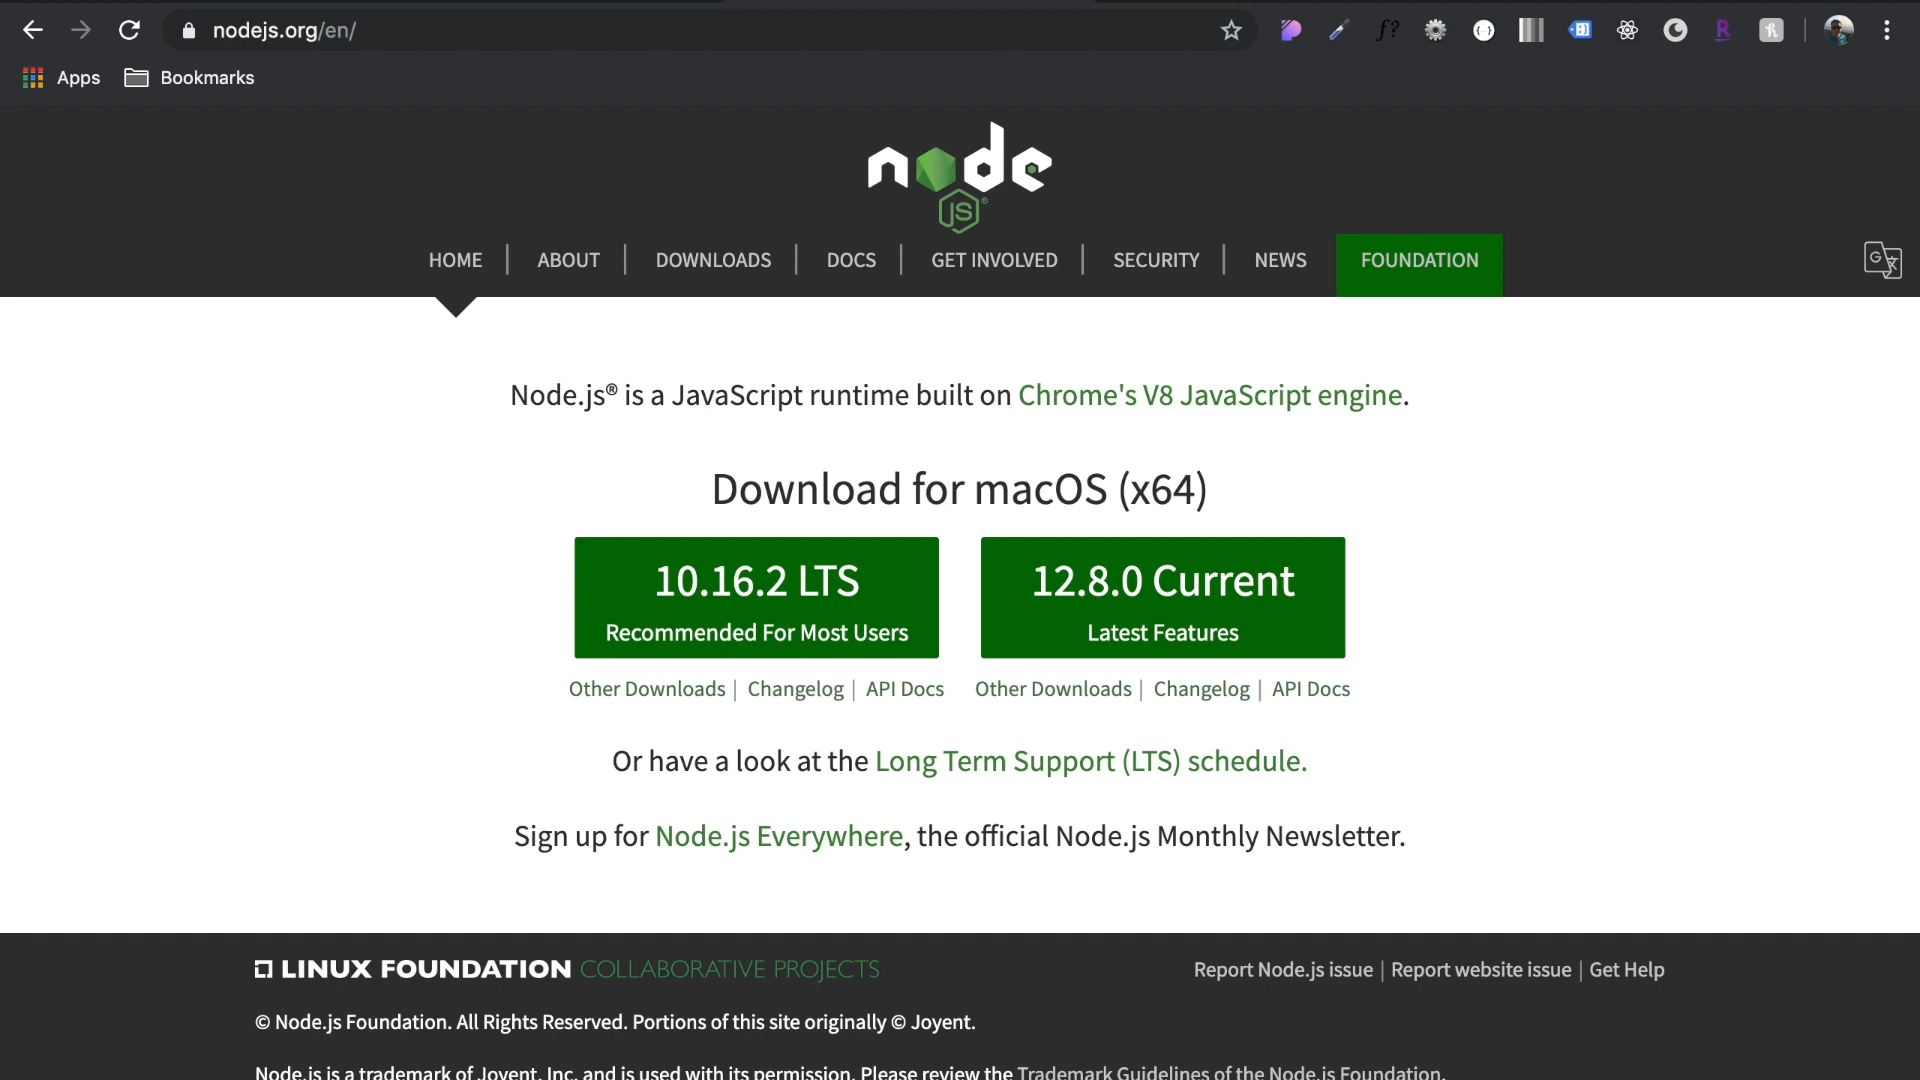 nodejs.org/en/
Apps Bookmarks
node
JS®
HOME | ABOUT | DOWNLOADS | DOCS | GET INVOLVED | SECURITY | NEWS FOUNDATION
Node.js® is a JavaScript runtime built on Chrome's V8 JavaScript engine.
Download for macOS (x64)
10.16.2 LTS
Recommended For Most Users
12.8.0 Current
Latest Features
Other Downloads | Changelog | API Docs
Other Downloads | Changelog | API Docs
Or have a look at the Long Term Support (LTS) schedule.
Sign up for Node.js Everywhere, the official Node.js Monthly Newsletter.
LINUX FOUNDATION COLLABORATIVE PROJECTS
Report Node.js issue | Report website issue | Get Help
© Node.js Foundation. All Rights Reserved. Portions of this site originally © Joyent.
Node.js is a trademark of Joyent, Inc. and is used with its permission. Please review the Trademark Guidelines of the Node.js Foundation.